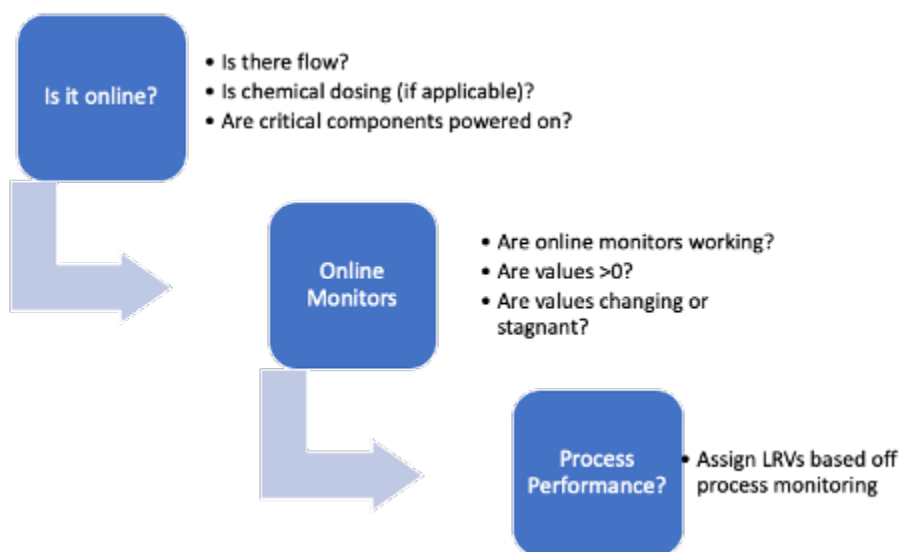 Is it online?
• Is there flow?
• Is chemical dosing (if applicable)?
• Are critical components powered on?
Online
Monitors
• Are online monitors working?
• Are values >0?
• Are values changing or
stagnant?
Process
Performance?
• Assign LRVs based off
process monitoring